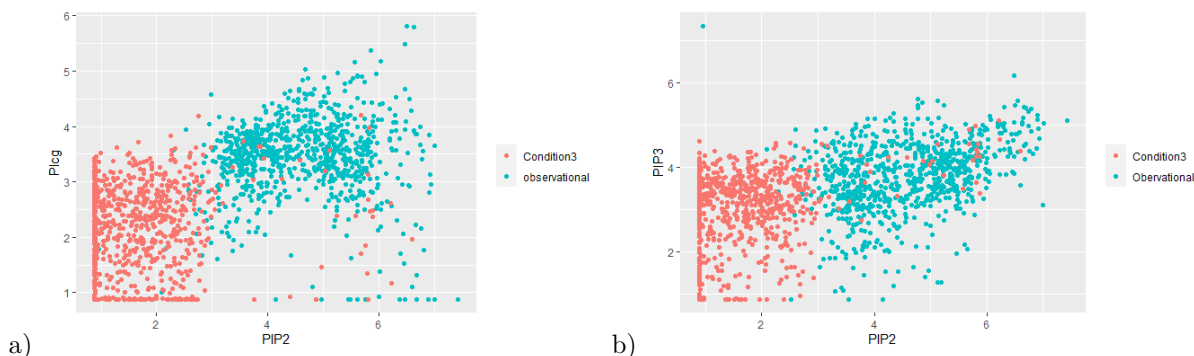 6
5
4
3
2
1
Plcg
2
4
6
PIP2
Condition3
observational
a)
6
4
2
PIP3
2
4
6
PIP2
Condition3
Obervational
b)